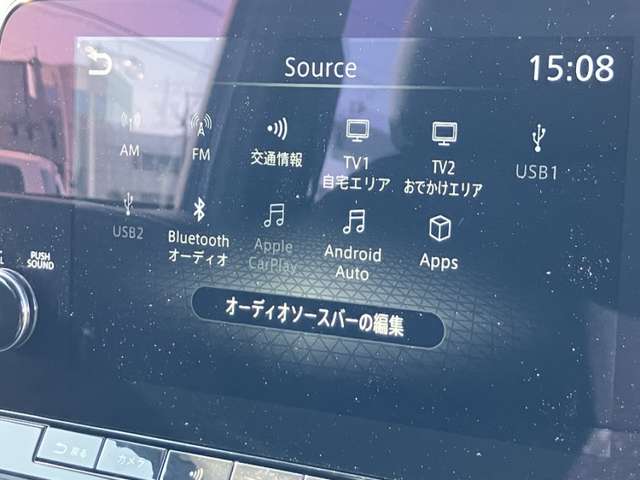 Source
15:08
AM
FM
交通情報
TV1
自宅エリア
TV2
おでかけエリア
USB1
USB2
Bluetooth
オーディオ
Apple
CarPlay
Android
Auto
Apps
オーディオソースバーの編集
PUSH
SOUND
戻る
カメラ